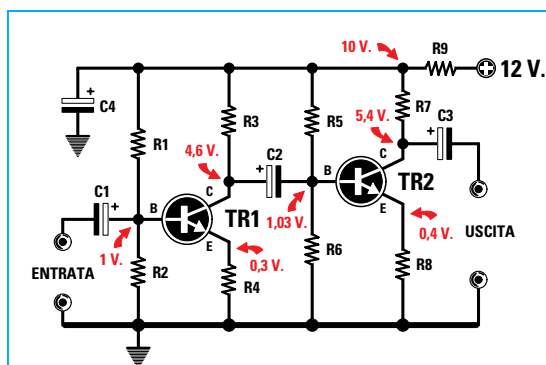 10 V.
R9
12 V.
C4
R1
R3
R5
R7
5,4 V.
C3
4,6 V.
C2
C
C1
B
C
TR1
B
TR2
E
1 V.
E
1,03 V.
0,4 V.
USCITA
ENTRATA
R2
0,3 V.
R4
R6
R8